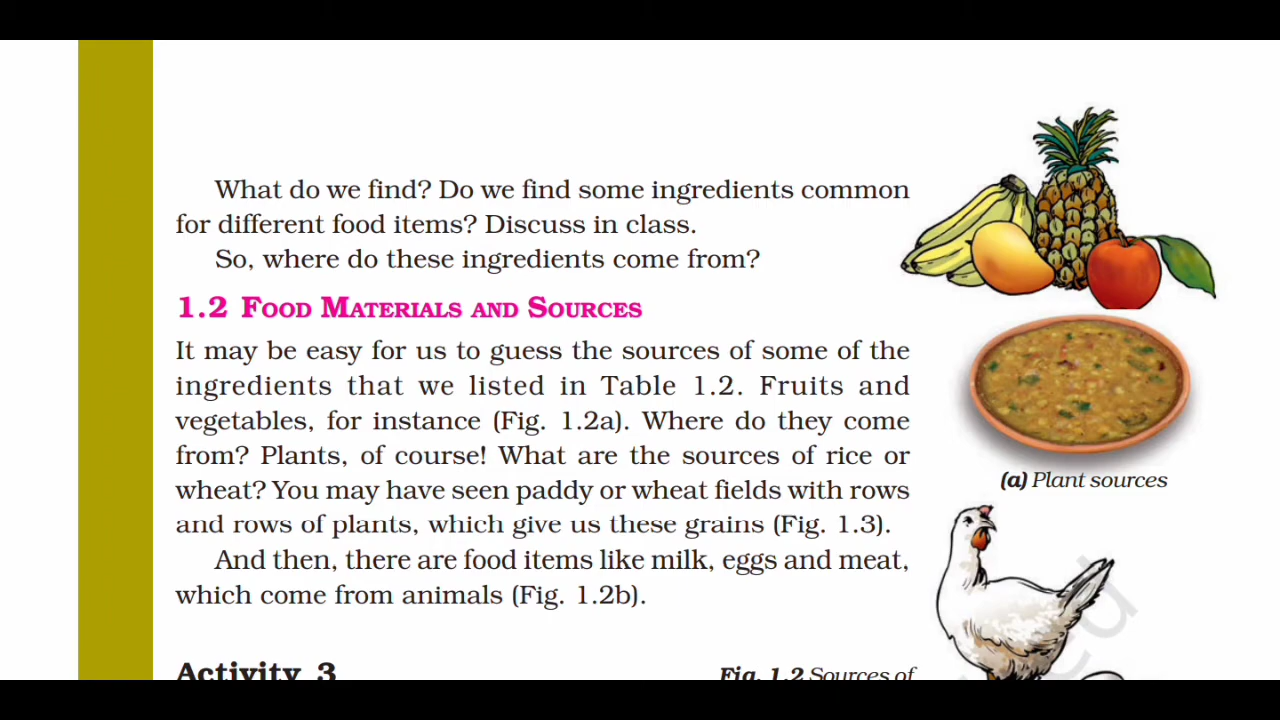 What do we find? Do we find some ingredients common
for different food items? Discuss in class.
So, where do these ingredients come from?
1.2 Food Materials and Sources
It may be easy for us to guess the sources of some of the
ingredients that we listed in Table 1.2. Fruits and
vegetables, for instance (Fig. 1.2a). Where do they come
from? Plants, of course! What are the sources of rice or
wheat? You may have seen paddy or wheat fields with rows
and rows of plants, which give us these grains (Fig. 1.3).
And then, there are food items like milk, eggs and meat,
which come from animals (Fig. 1.2b).
(a) Plant sources
Activity 3
Fig. 1.2 Sources of